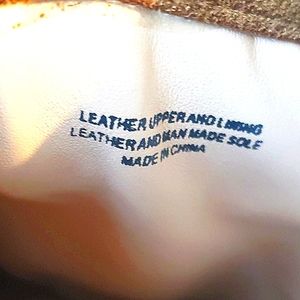 LEATHER UPPER AND LINING
LEATHER AND MAN MADE SOLE
MADE IN CHINA